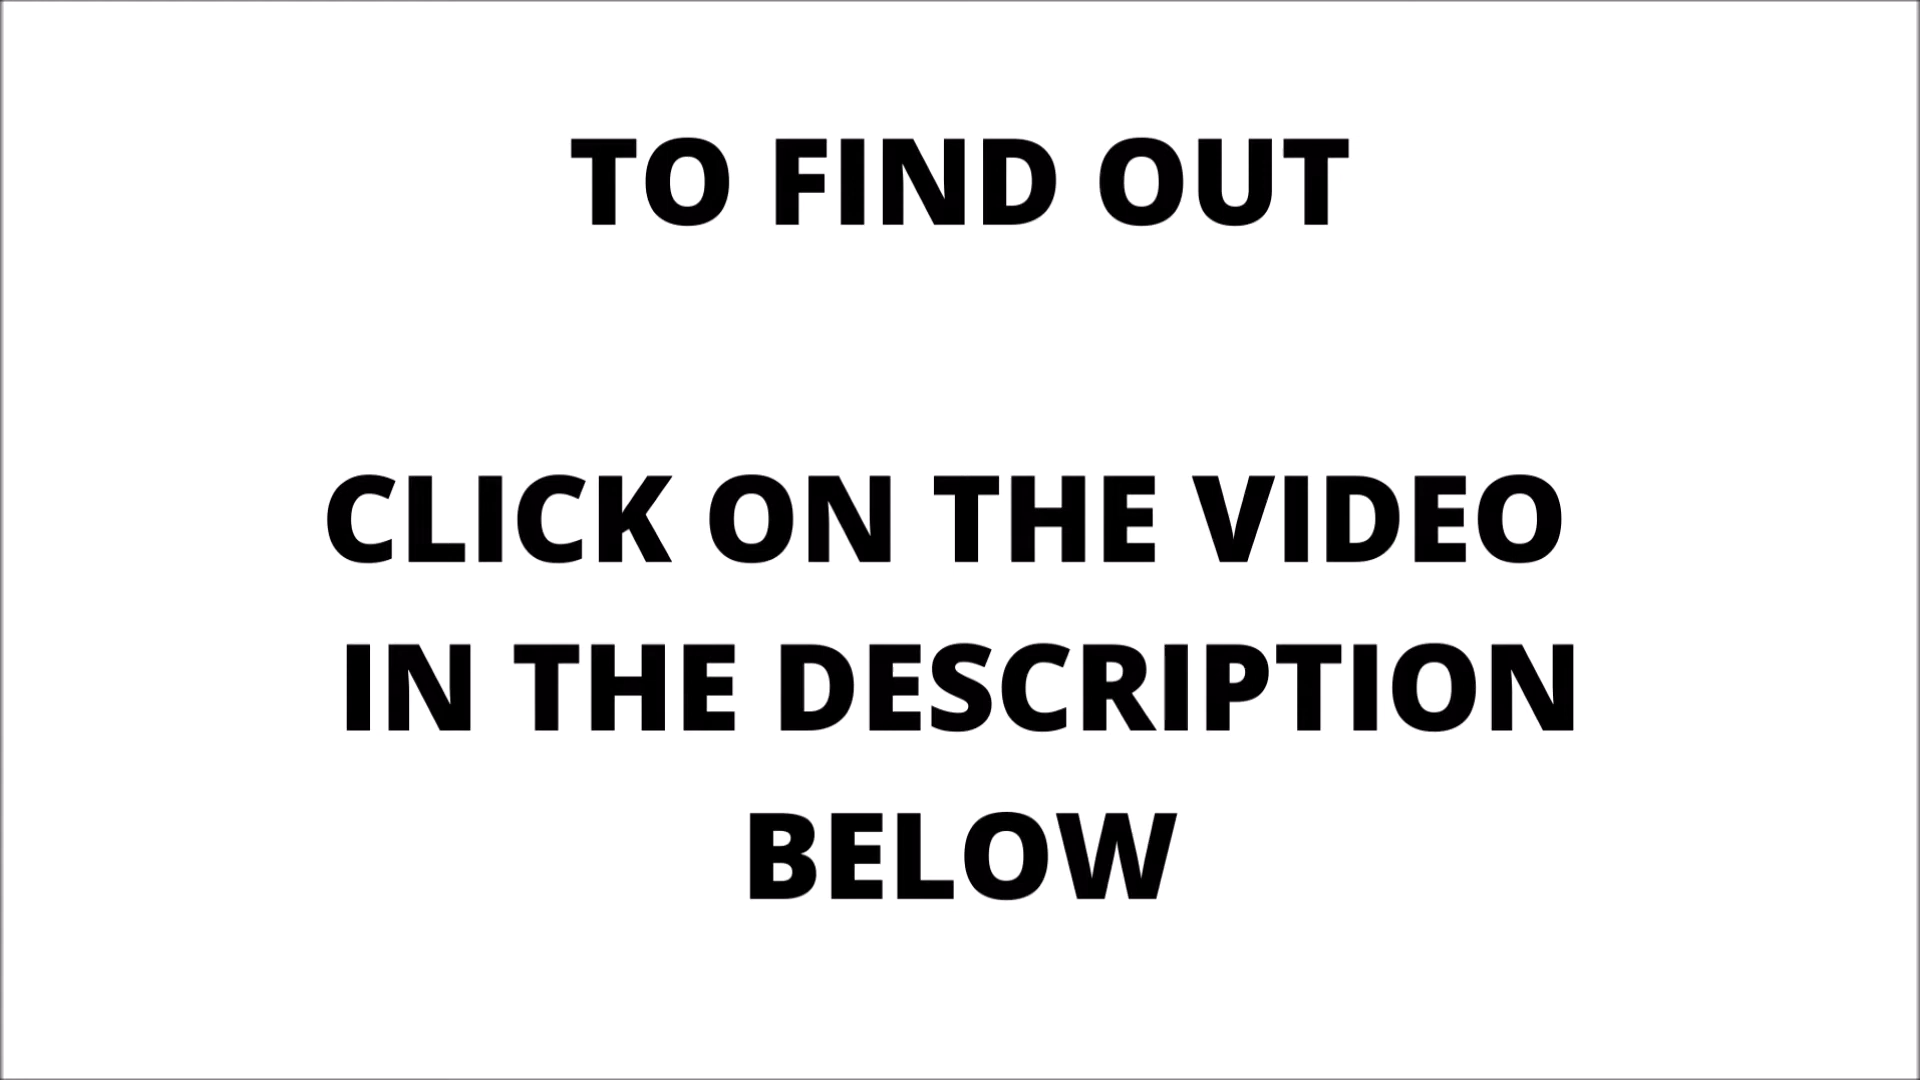 TO FIND OUT
CLICK ON THE VIDEO
IN THE DESCRIPTION
BELOW